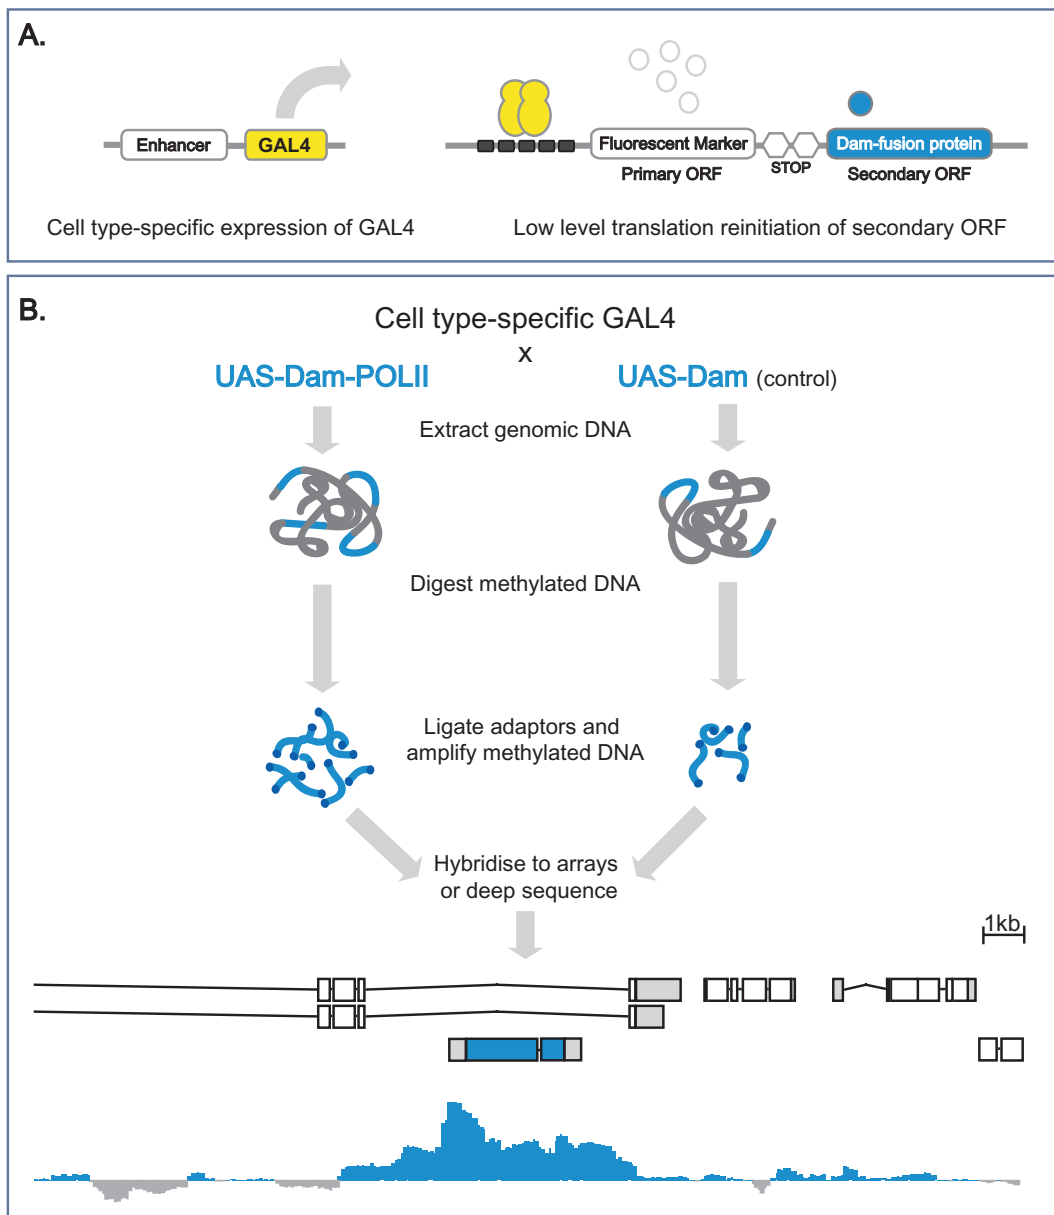 A.
Enhancer
GAL4
Fluorescent Marker
Dam-fusion protein
Primary ORF
STOP
Secondary ORF
Cell type-specific expression of GAL4
Low level translation reinitiation of secondary ORF
B.
Cell type-specific GAL4
x
UAS-Dam-POLII
UAS-Dam (control)
Extract genomic DNA
Digest methylated DNA
Ligate adaptors and
amplify methylated DNA
Hybridise to arrays
or deep sequence
1kb